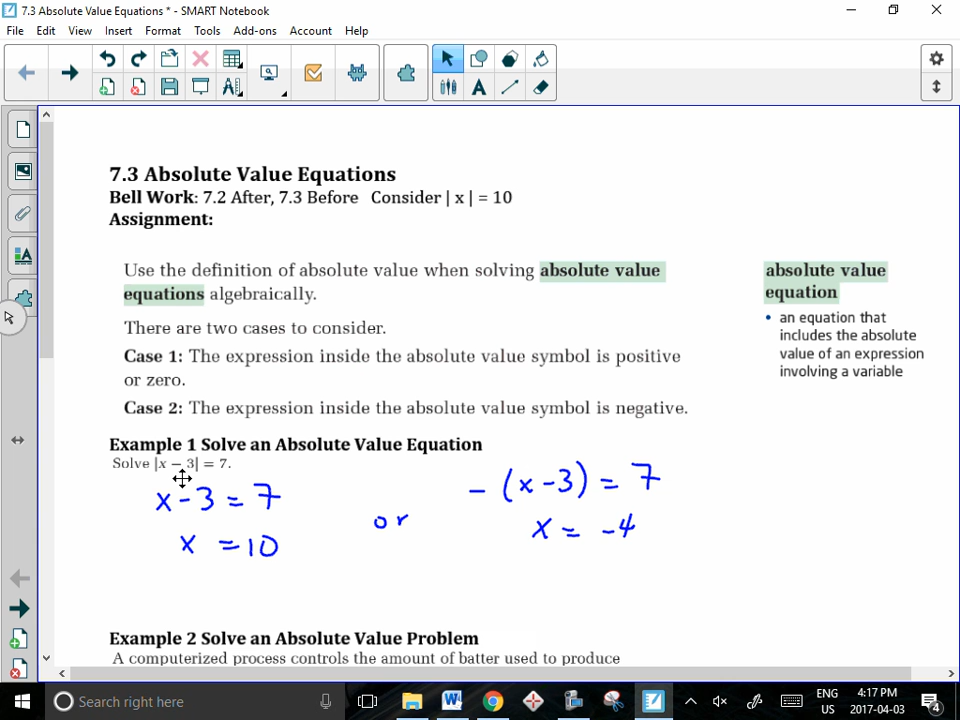 7.3 Absolute Value Equations * - SMART Notebook
File Edit View Insert Format Tools Add-ons Account Help
7.3 Absolute Value Equations
Bell Work: 7.2 After, 7.3 Before Consider | x | = 10
Assignment:
Use the definition of absolute value when solving absolute value
equations algebraically.
There are two cases to consider.
Case 1: The expression inside the absolute value symbol is positive
or zero.
Case 2: The expression inside the absolute value symbol is negative.
absolute value
equation
• an equation that
includes the absolute
value of an expression
involving a variable
Example 1 Solve an Absolute Value Equation
Solve |x − 3| = 7.
x - 3 = 7
x = 10
or
- (x - 3) = 7
x = -4
Example 2 Solve an Absolute Value Problem
A computerized process controls the amount of batter used to produce
Search right here
ENG
US
4:17 PM
2017-04-03
4